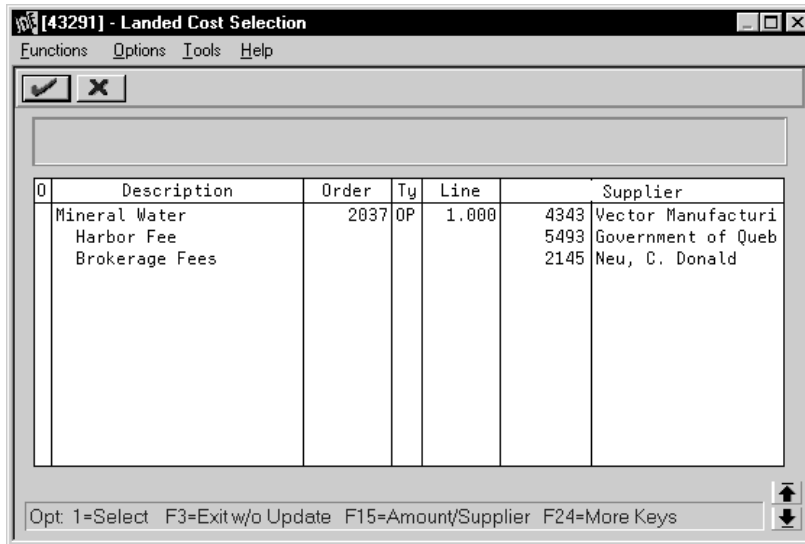 [43291] - Landed Cost Selection
Functions Options Tools Help
O Description Order Ty Line Supplier
Mineral Water 2037 OP 1.000 4343 Vector Manufacturi
Harbor Fee 5493 Government of Queb
Brokerage Fees 2145 Neu, C. Donald
Opt: 1=Select F3=Exit w/o Update F15=Amount/Supplier F24=More Keys